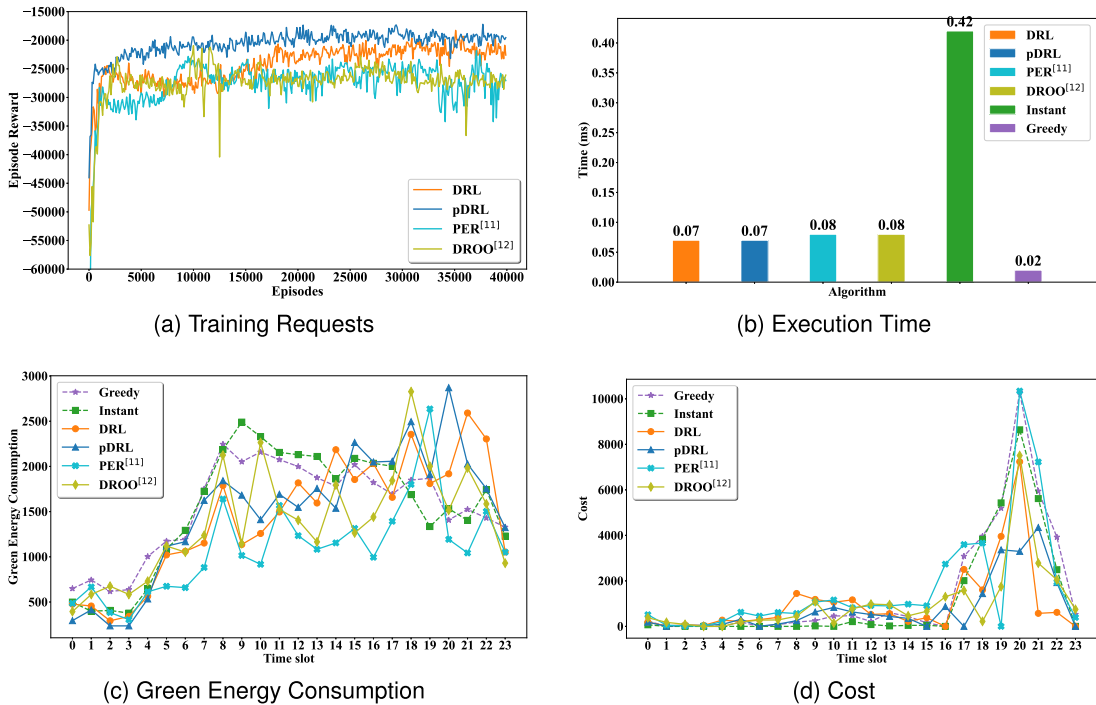 −15000
−20000
−25000
−30000
−35000
−40000
−45000
−50000
−55000
−60000
Episode Reward
0 5000 10000 15000 20000 25000 30000 35000 40000
Episodes
DRL
pDRL
PER[11]
DROO[12]
(a) Training Requests
0.40
0.35
0.30
0.25
0.20
0.15
0.10
0.05
0.00
Time (ms)
0.07 0.07 0.08 0.08 0.42 0.02
Algorithm
DRL
pDRL
PER[11]
DROO[12]
Instant
Greedy
(b) Execution Time
3000
2500
2000
1500
1000
500
Green Energy Consumption
Greedy
Instant
DRL
pDRL
PER[11]
DROO[12]
0 1 2 3 4 5 6 7 8 9 10 11 12 13 14 15 16 17 18 19 20 21 22 23
Time slot
(c) Green Energy Consumption
10000
8000
6000
4000
2000
0
Cost
Greedy
Instant
DRL
pDRL
PER[11]
DROO[12]
0 1 2 3 4 5 6 7 8 9 10 11 12 13 14 15 16 17 18 19 20 21 22 23
Time slot
(d) Cost